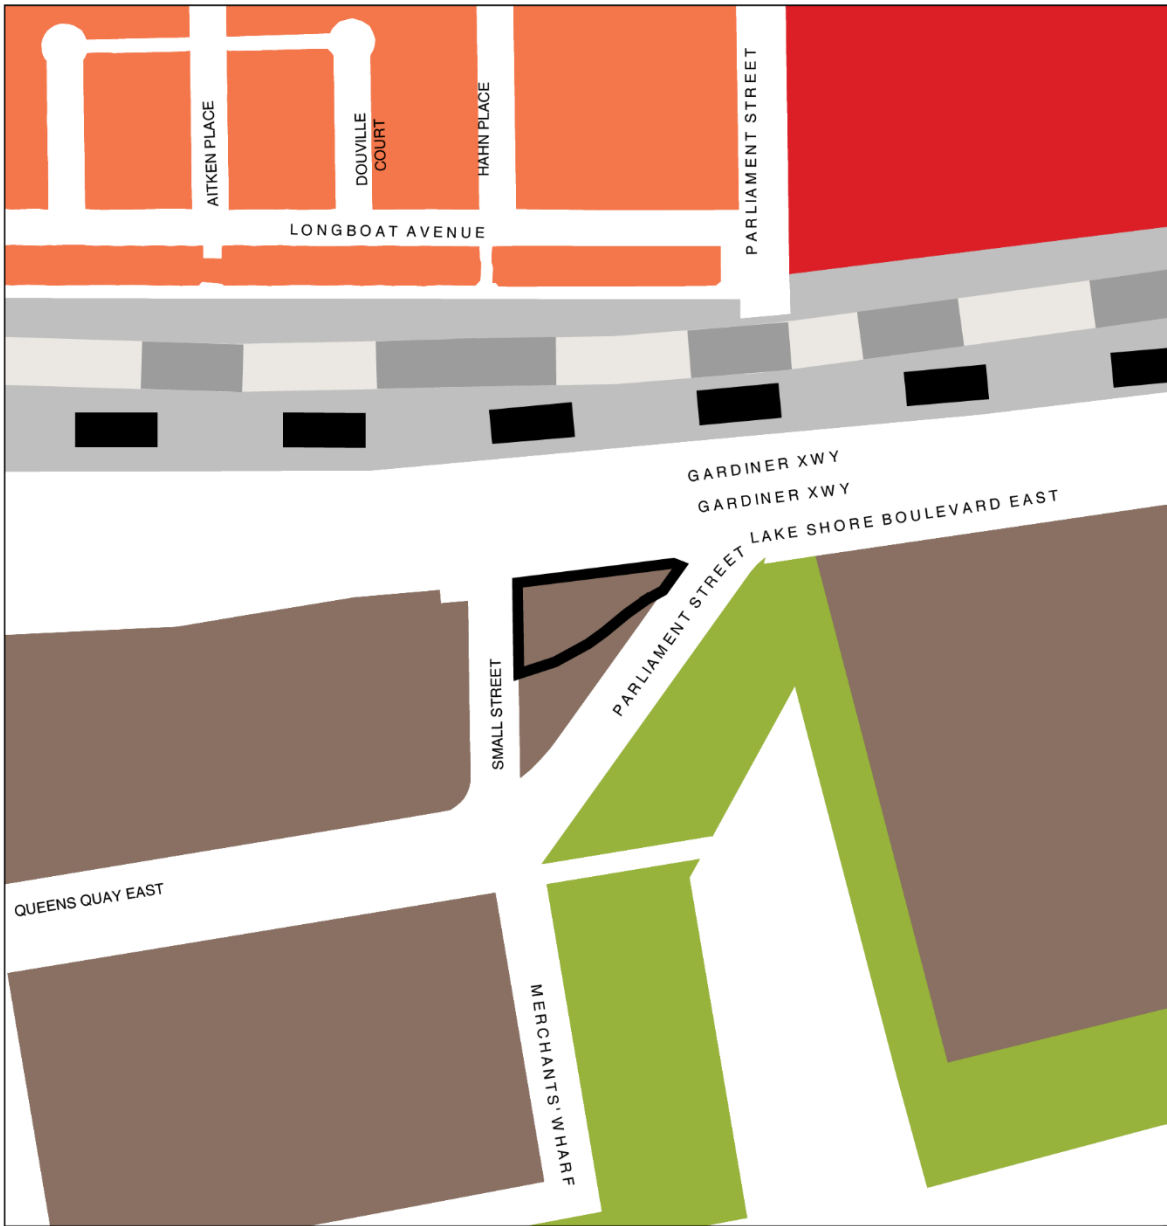 AITKEN PLACE
DOUVILLE
COURT
HAHN PLACE
PARLIAMENT STREET
LONGBOAT AVENUE
GARDINER XWY
GARDINER XWY
LAKE SHORE BOULEVARD EAST
PARLIAMENT STREET
SMALL STREET
QUEENS QUAY EAST
MERCHANTS' WHARF